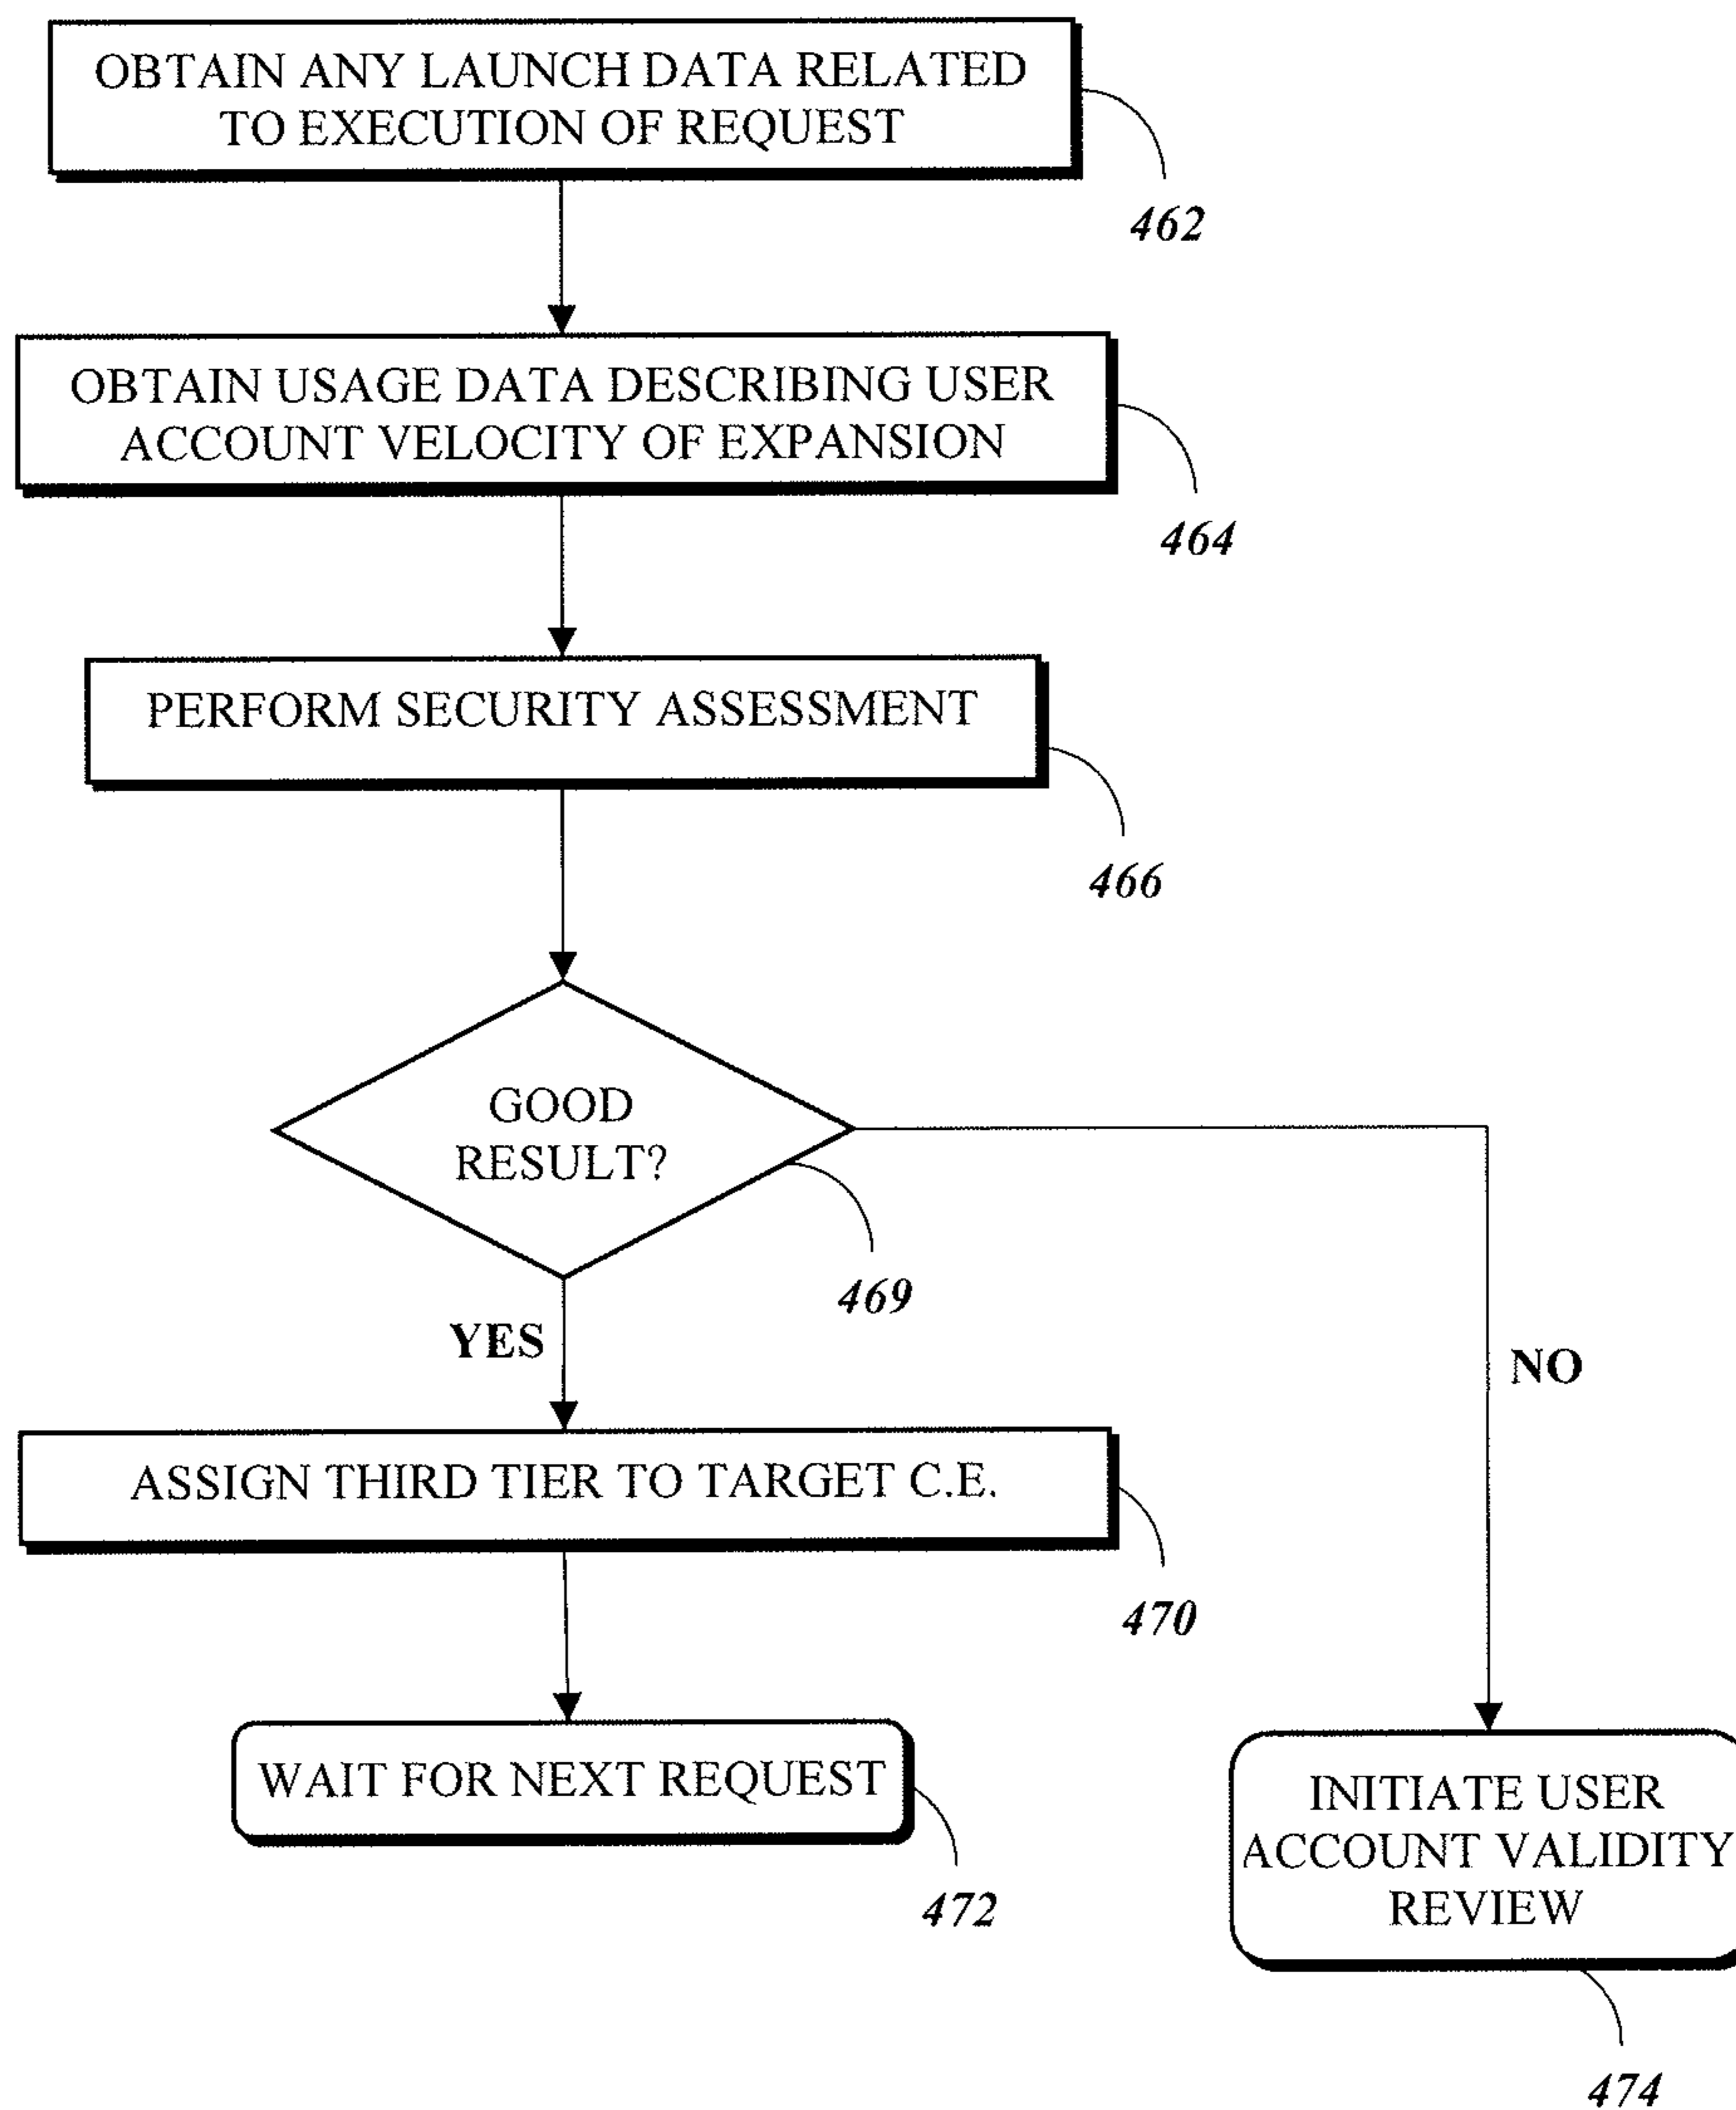 OBTAIN ANY LAUNCH DATA RELATED
TO EXECUTION OF REQUEST
462
OBTAIN USAGE DATA DESCRIBING USER
ACCOUNT VELOCITY OF EXPANSION
464
PERFORM SECURITY ASSESSMENT
466
GOOD
RESULT?
469
YES
NO
ASSIGN THIRD TIER TO TARGET C.E.
470
WAIT FOR NEXT REQUEST
472
INITIATE USER
ACCOUNT VALIDITY
REVIEW
474